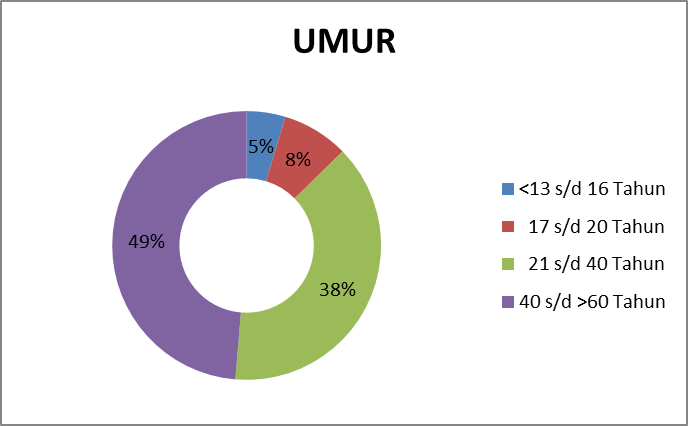 UMUR
5%
8%
49%
38%
<13 s/d 16 Tahun
17 s/d 20 Tahun
21 s/d 40 Tahun
40 s/d >60 Tahun